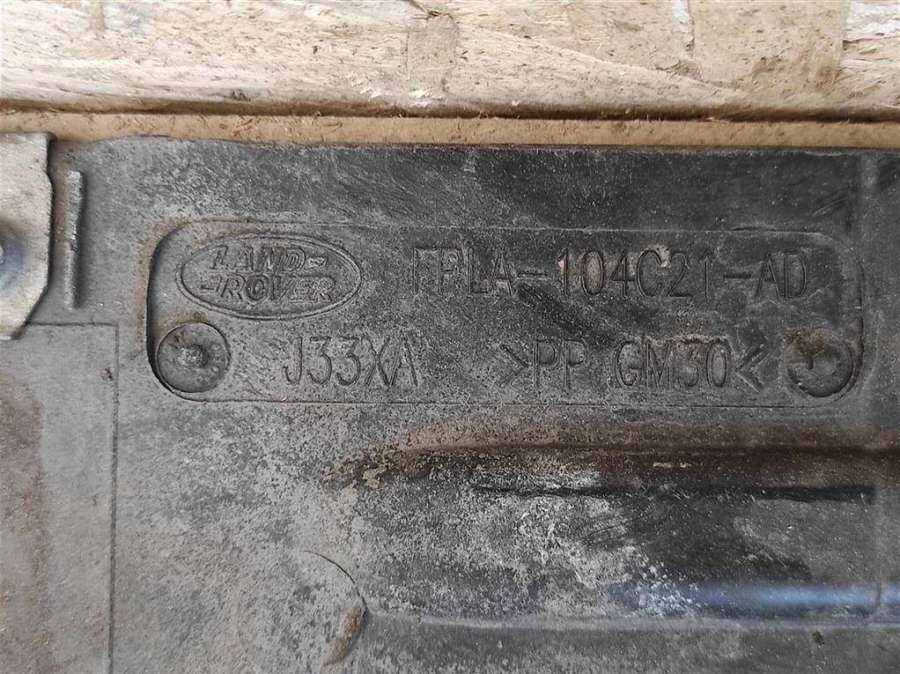 LAND-
-ROVER
FPLA-104C21-AD
J33XA >PP GM30<